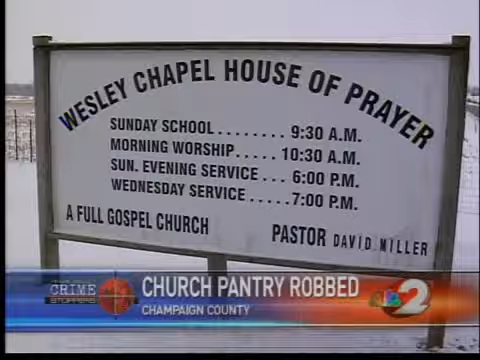 WESLEY CHAPEL HOUSE OF PRAYER
SUNDAY SCHOOL........ 9:30 A.M.
MORNING WORSHIP..... 10:30 A.M.
SUN. EVENING SERVICE... 6:00 P.M.
WEDNESDAY SERVICE.....7:00 P.M.
A FULL GOSPEL CHURCH
PASTOR DAVID MILLER
CRIME
STOPPERS
CHURCH PANTRY ROBBED
CHAMPAIGN COUNTY
2